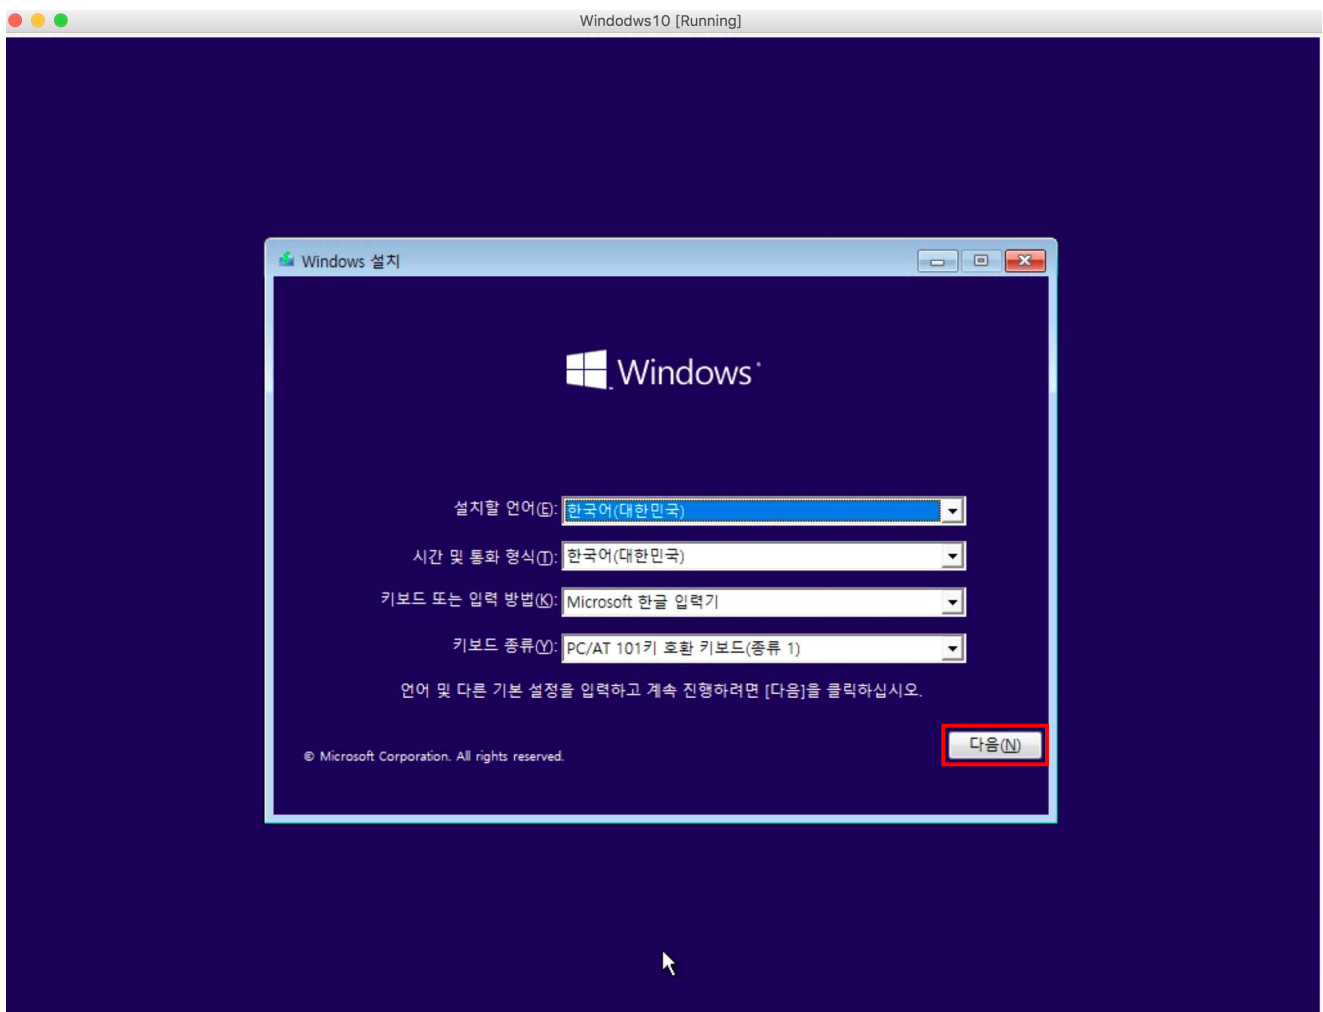 Windodws10 [Running]
Windows 설치
Windows
설치할 언어(E): 한국어(대한민국)
시간 및 통화 형식(T): 한국어(대한민국)
키보드 또는 입력 방법(K): Microsoft 한글 입력기
키보드 종류(Y): PC/AT 101키 호환 키보드(종류 1)
언어 및 다른 기본 설정을 입력하고 계속 진행하려면 [다음]을 클릭하십시오.
다음(N)
© Microsoft Corporation. All rights reserved.